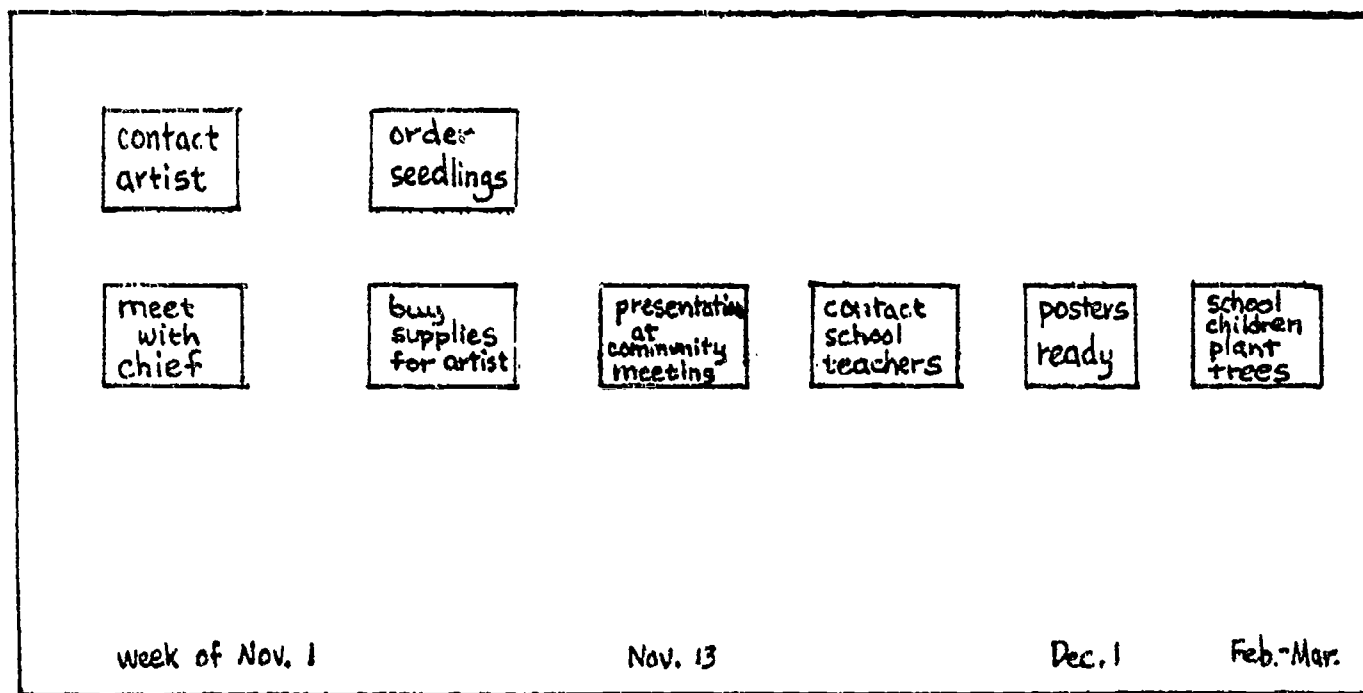 contact
artist
order
seedlings
meet
with
chief
buy
supplies
for artist
presentation
at
community
meeting
contact
school
teachers
posters
ready
school
children
plant
trees
week of Nov. 1
Nov. 13
Dec. 1
Feb.-Mar.